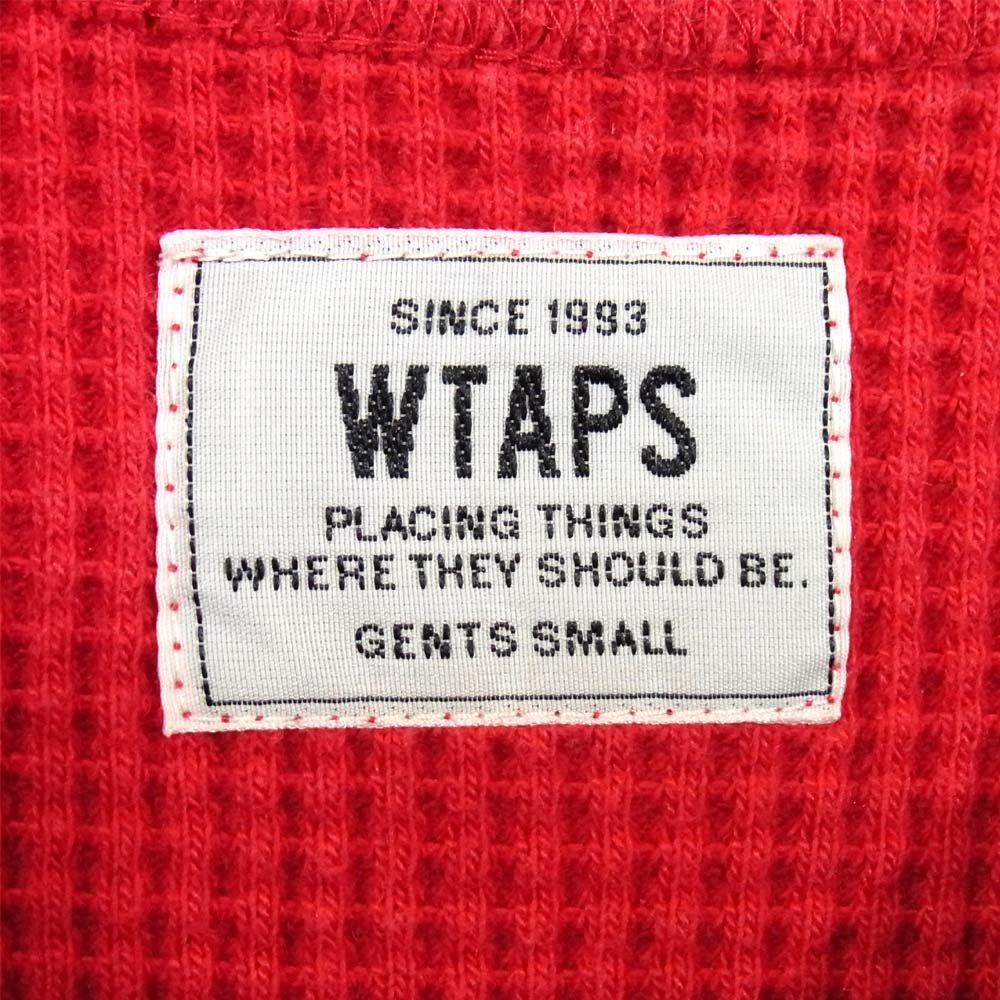 SINCE 1993
WTAPS
PLACING THINGS
WHERE THEY SHOULD BE.
GENTS SMALL